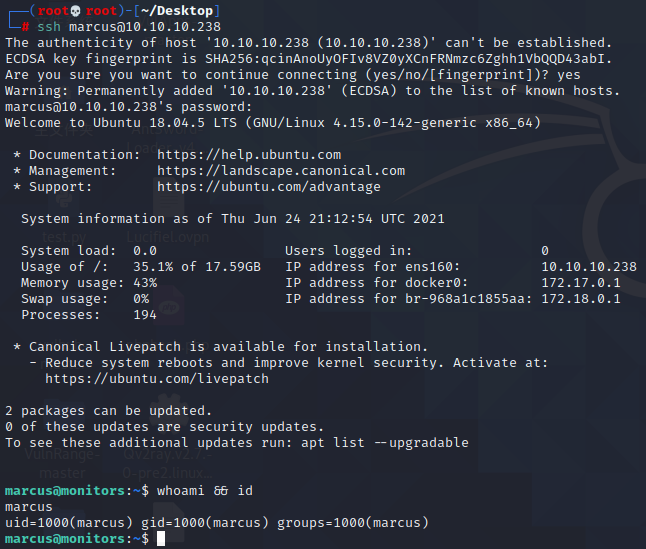 ┌──(root💀root)-[~/Desktop]
└─# ssh marcus@10.10.10.238
The authenticity of host '10.10.10.238 (10.10.10.238)' can't be established.
ECDSA key fingerprint is SHA256:qcinAnoUyOFIv8VZ0yXCnFRNmzc6Zghh1VbQQD43abI.
Are you sure you want to continue connecting (yes/no/[fingerprint])? yes
Warning: Permanently added '10.10.10.238' (ECDSA) to the list of known hosts.
marcus@10.10.10.238's password:
Welcome to Ubuntu 18.04.5 LTS (GNU/Linux 4.15.0-142-generic x86_64)
* Documentation:  https://help.ubuntu.com
* Management:     https://landscape.canonical.com
* Support:        https://ubuntu.com/advantage
System information as of Thu Jun 24 21:12:54 UTC 2021
System load:  0.0                Users logged in:                0
Usage of /:   35.1% of 17.59GB   IP address for ens160:          10.10.10.238
Memory usage: 43%                IP address for docker0:         172.17.0.1
Swap usage:   0%                 IP address for br-968a1c1855aa: 172.18.0.1
Processes:    194
* Canonical Livepatch is available for installation.
- Reduce system reboots and improve kernel security. Activate at:
https://ubuntu.com/livepatch
2 packages can be updated.
0 of these updates are security updates.
To see these additional updates run: apt list --upgradable
marcus@monitors:~$ whoami && id
marcus
uid=1000(marcus) gid=1000(marcus) groups=1000(marcus)
marcus@monitors:~$